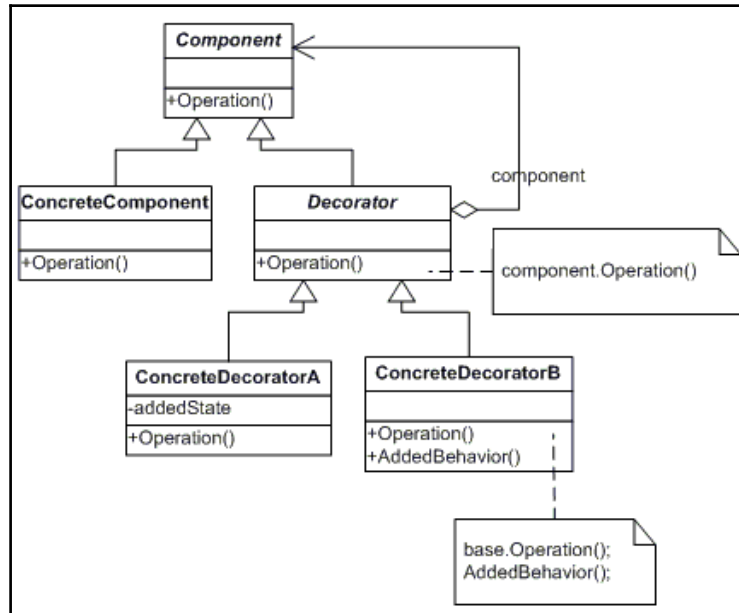 Component
+Operation()
component
ConcreteComponent
+Operation()
Decorator
+Operation()
component.Operation()
ConcreteDecoratorA
-addedState
+Operation()
ConcreteDecoratorB
+Operation()
+AddedBehavior()
base.Operation();
AddedBehavior();